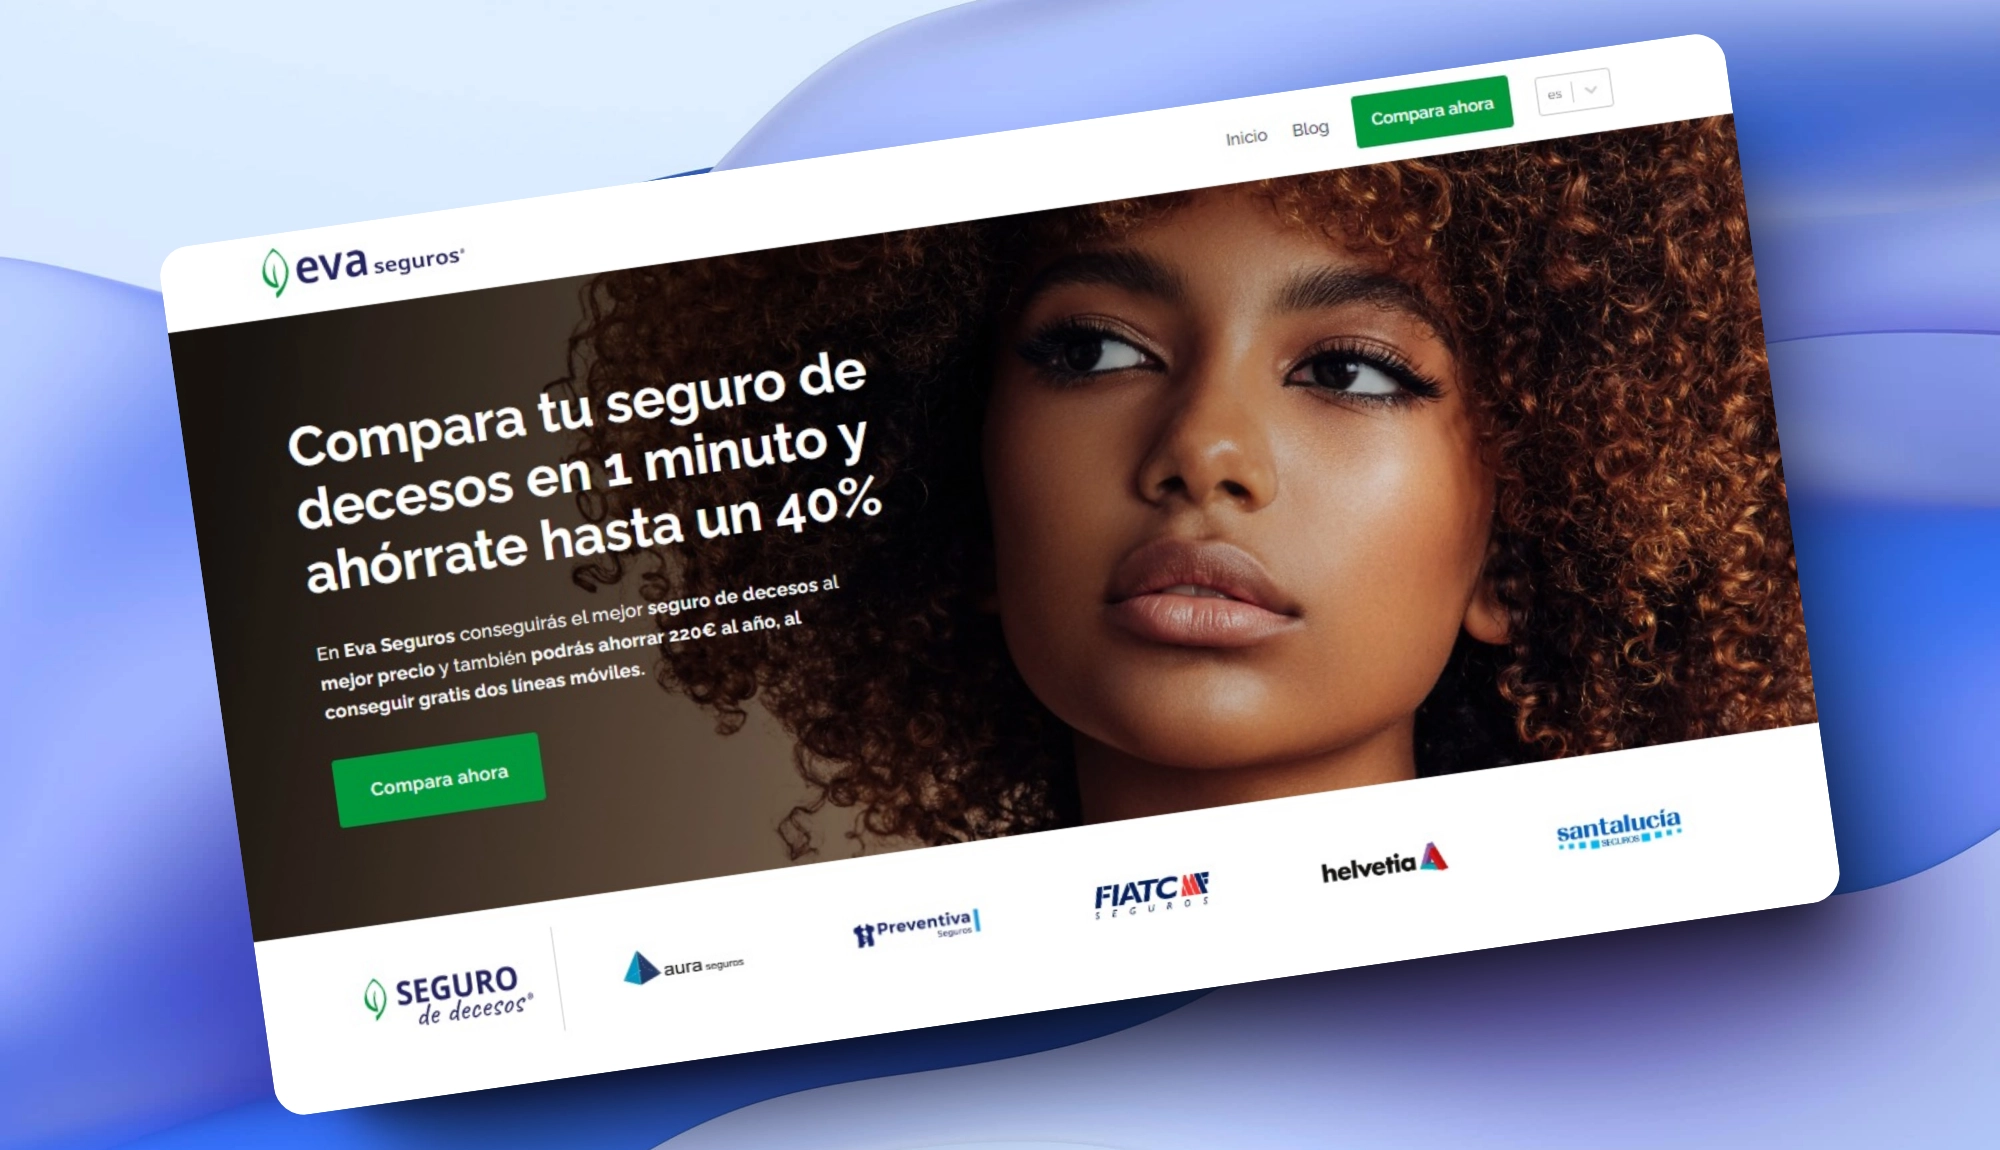 eva seguros®
Inicio
Blog
Compara ahora
es
Compara tu seguro de
decesos en 1 minuto y
ahórrate hasta un 40%
En Eva Seguros conseguirás el mejor seguro de decesos al
mejor precio y también podrás ahorrar 220€ al año, al
conseguir gratis dos líneas móviles.
Compara ahora
SEGURO
de decesos®
aura seguros
Preventiva
Seguros
FIATC
SEGUROS
helvetia
santalucía
SEGUROS